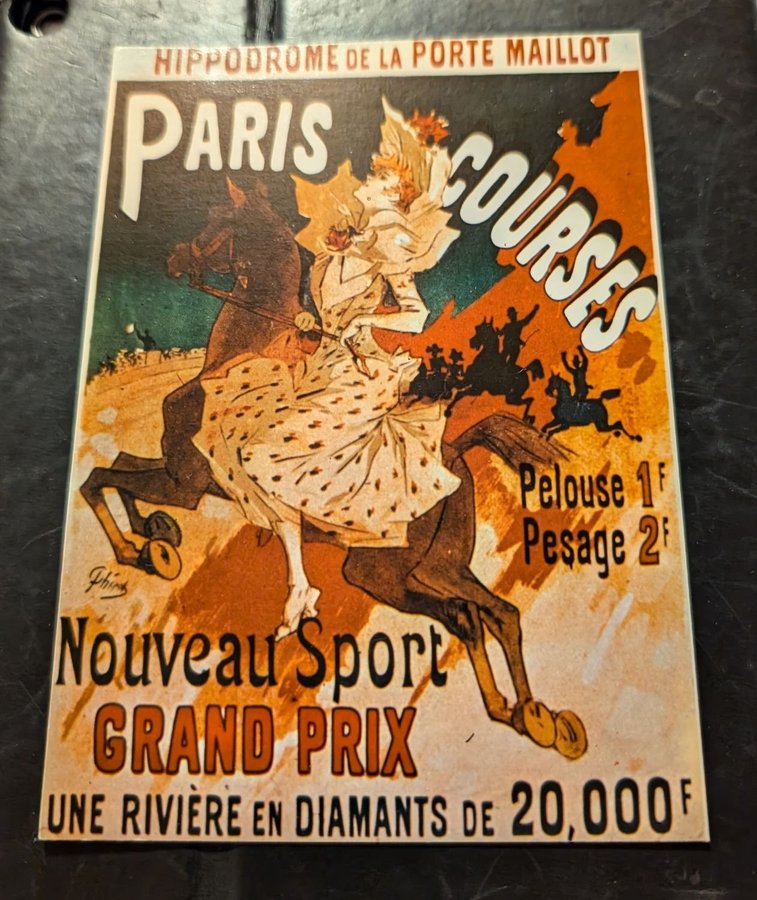 HIPPODROME DE LA PORTE MAILLOT
PARIS
COURSES
Pelouse 1F
Pesage 2F
Nouveau Sport
GRAND PRIX
UNE RIVIÈRE EN DIAMANTS DE 20,000F